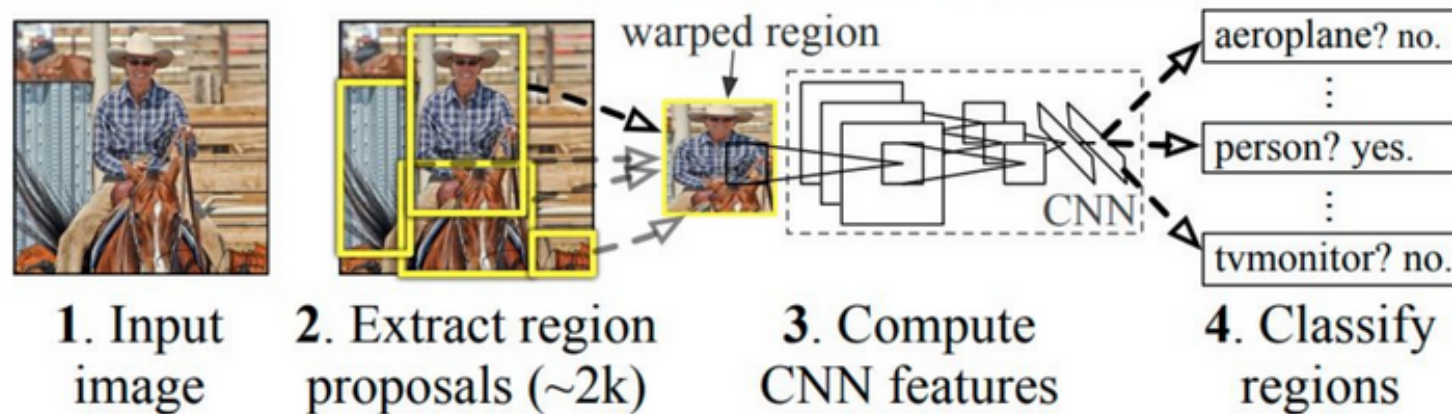 warped region
aeroplane? no.
⋮
person? yes.
⋮
tvmonitor? no.
CNN
1. Input
image
2. Extract region
proposals (~2k)
3. Compute
CNN features
4. Classify
regions